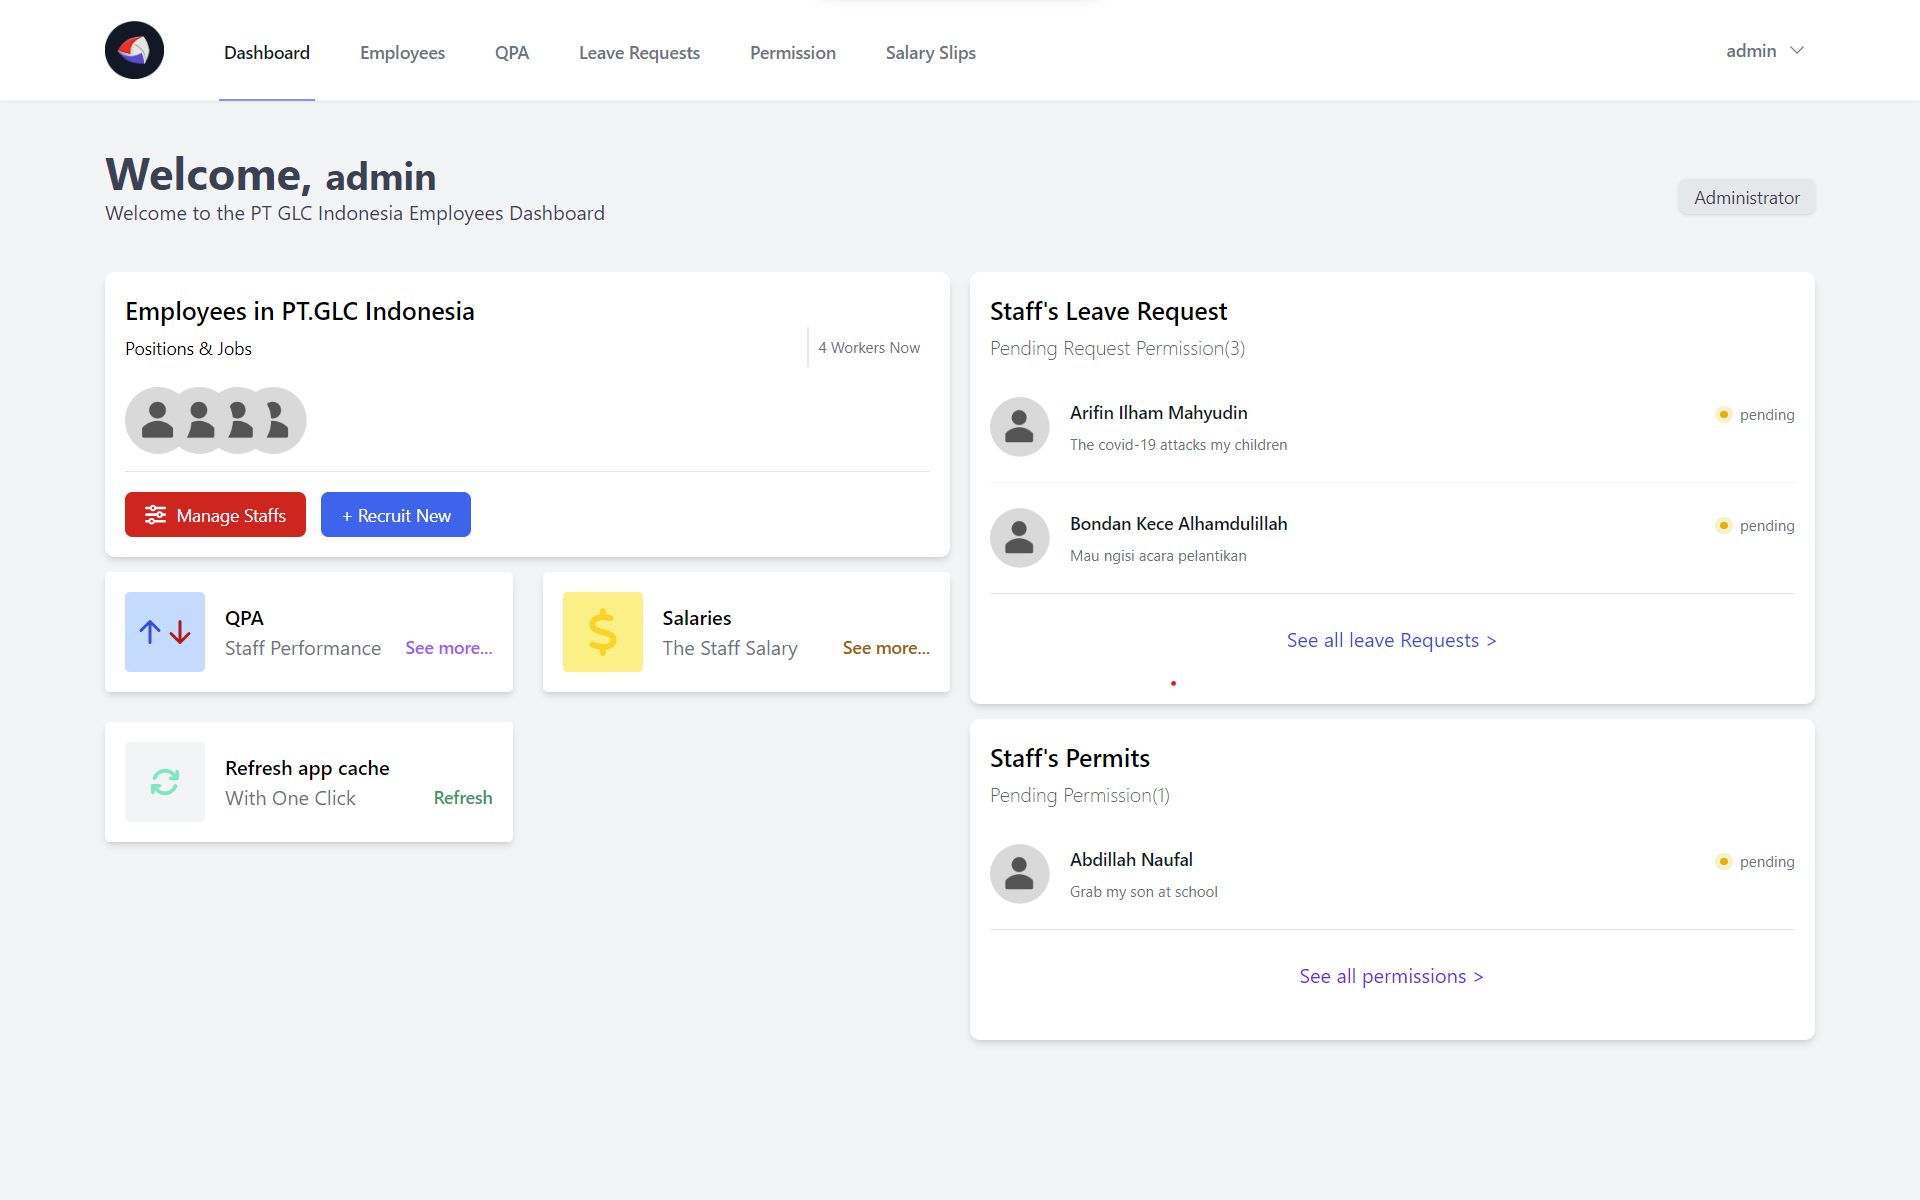 Dashboard
Employees
QPA
Leave Requests
Permission
Salary Slips
admin
Welcome, admin
Welcome to the PT GLC Indonesia Employees Dashboard
Administrator
Employees in PT.GLC Indonesia
Positions & Jobs
4 Workers Now
Manage Staffs
+ Recruit New
QPA
Staff Performance
See more...
Salaries
The Staff Salary
See more...
Refresh app cache
With One Click
Refresh
Staff's Leave Request
Pending Request Permission(3)
Arifin Ilham Mahyudin
pending
The covid-19 attacks my children
Bondan Kece Alhamdulillah
pending
Mau ngisi acara pelantikan
See all leave Requests >
Staff's Permits
Pending Permission(1)
Abdillah Naufal
pending
Grab my son at school
See all permissions >